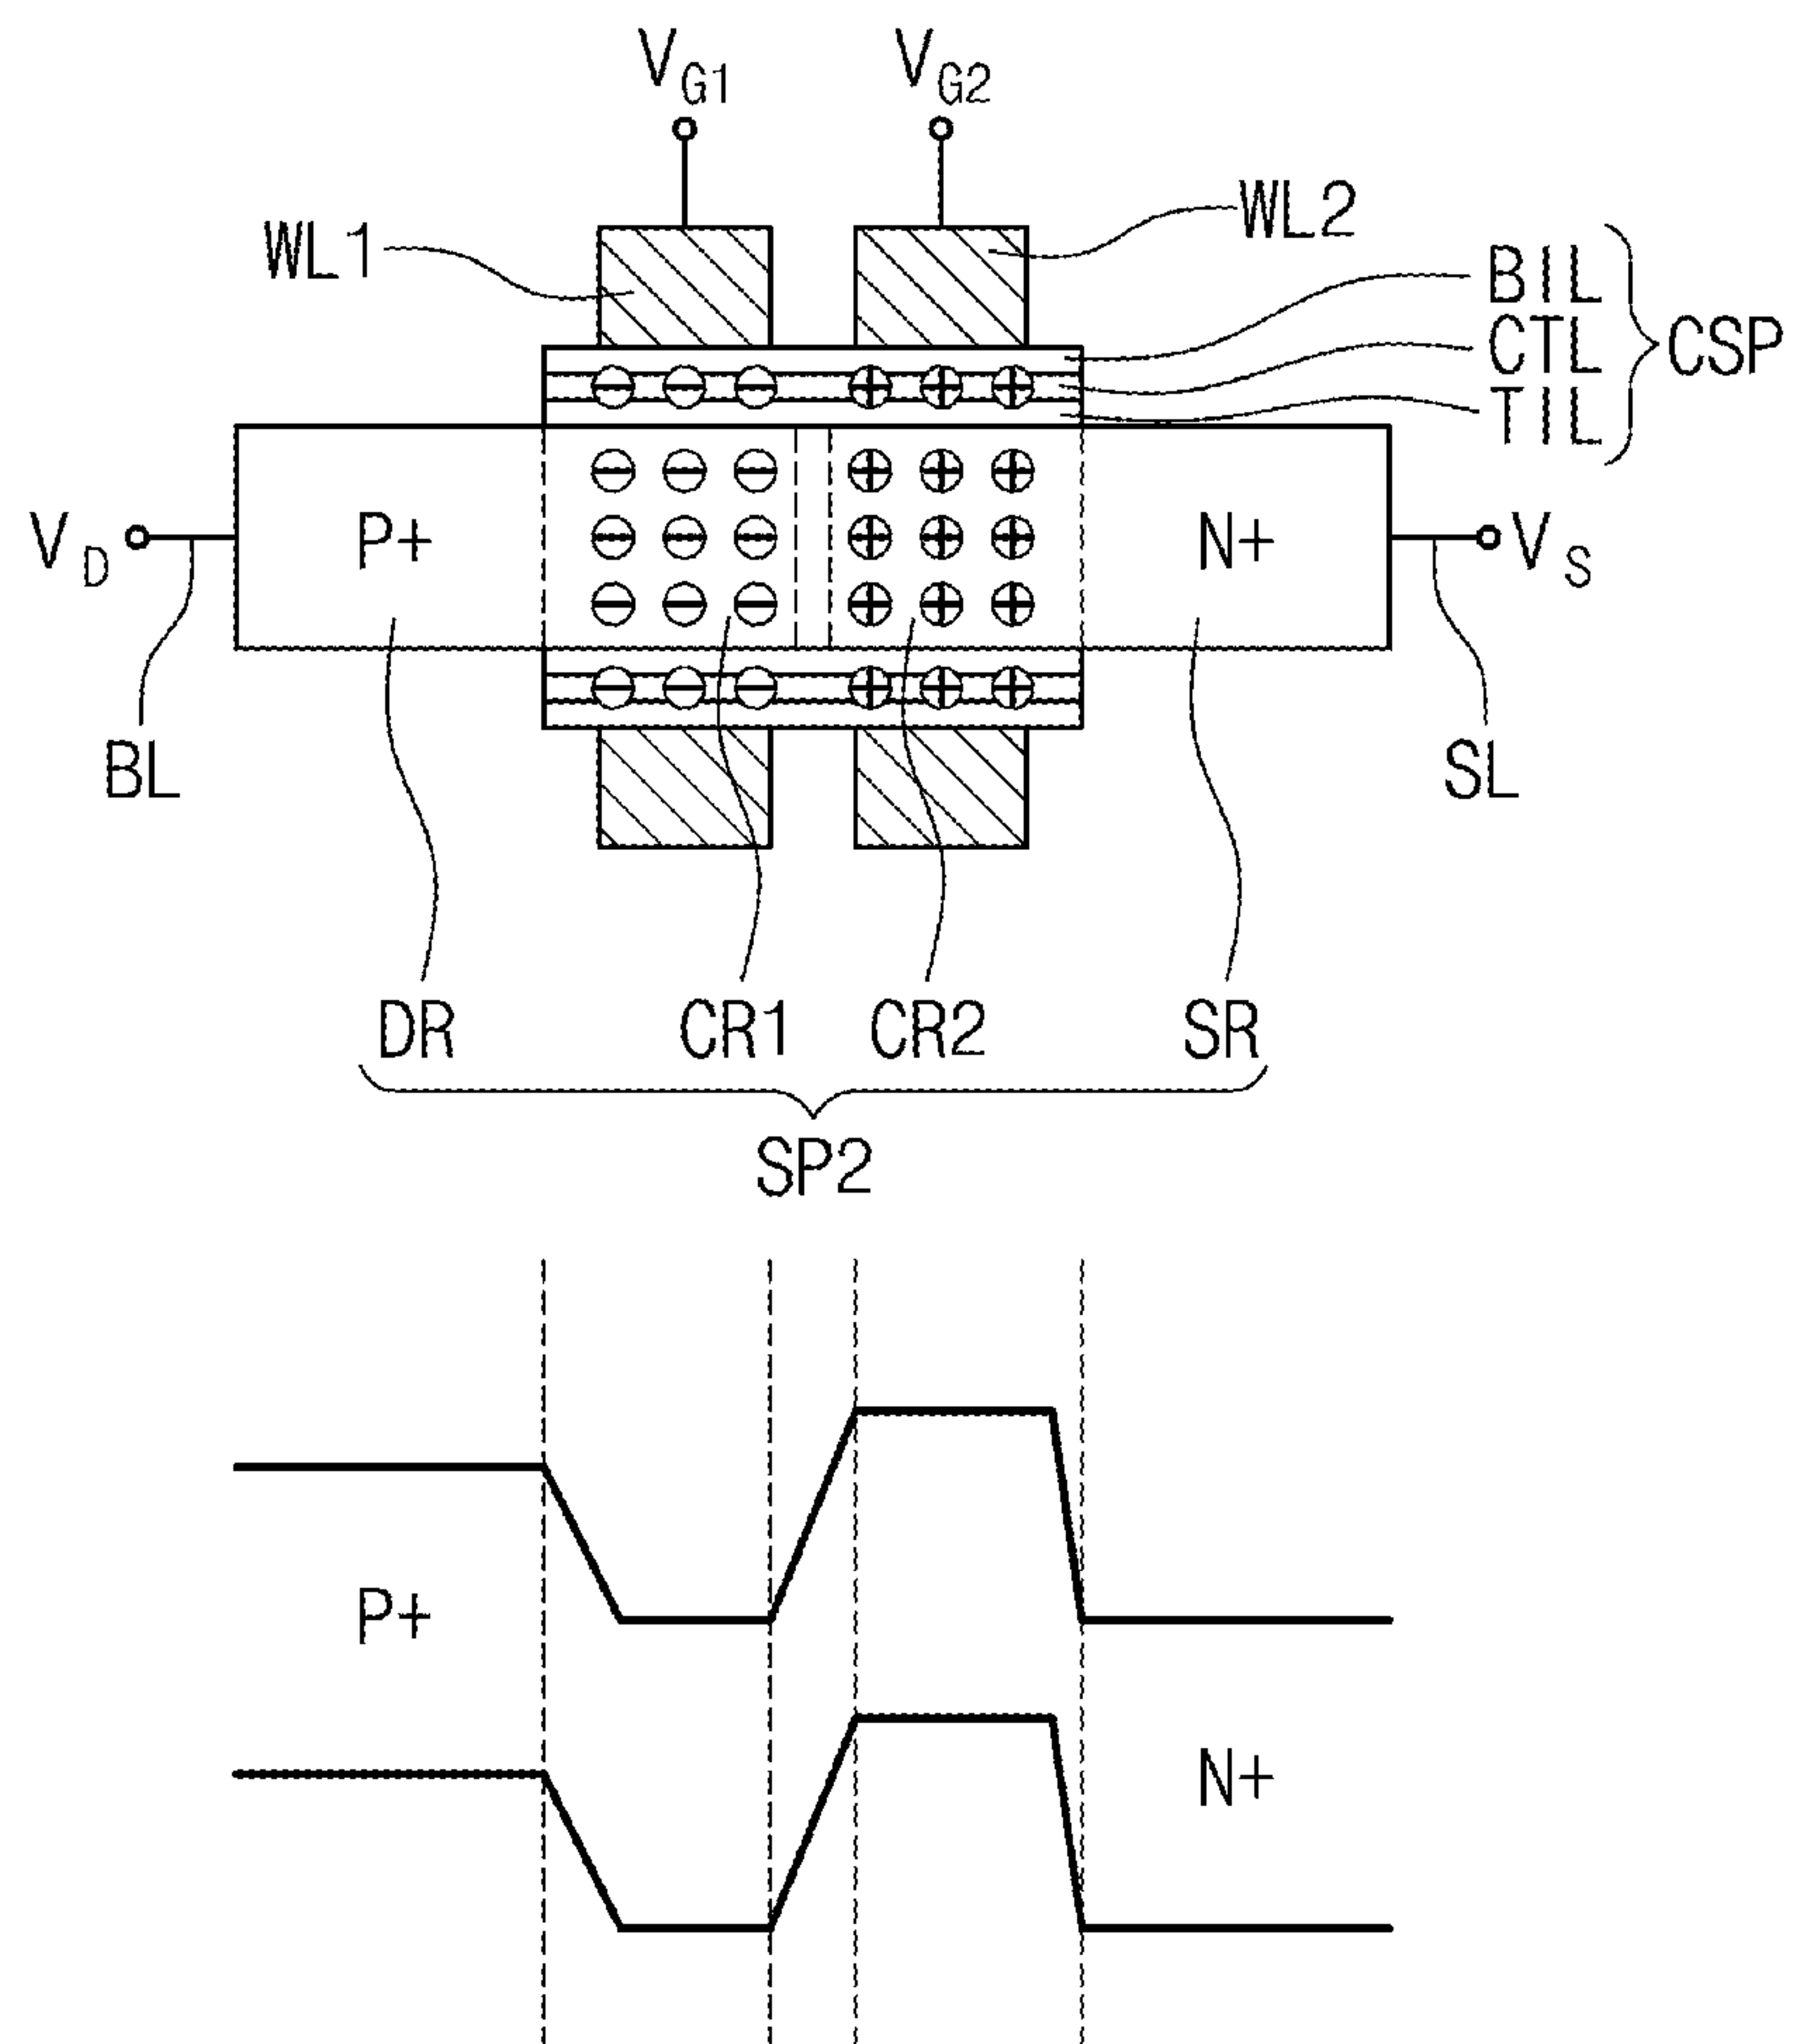 VG1 VG2
WL1 WL2
BIL
CTL CSP
TIL
VD P+ N+ VS
BL SL
DR CR1 CR2 SR
SP2
P+
N+